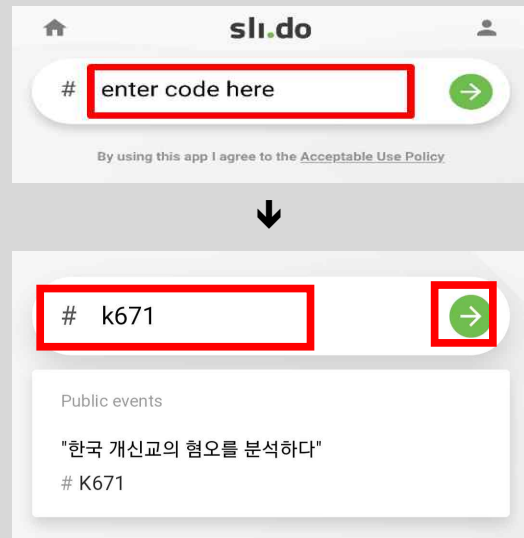 slı.do
# enter code here
By using this app I agree to the Acceptable Use Policy
# k671
Public events
"한국 개신교의 혐오를 분석하다"
# K671